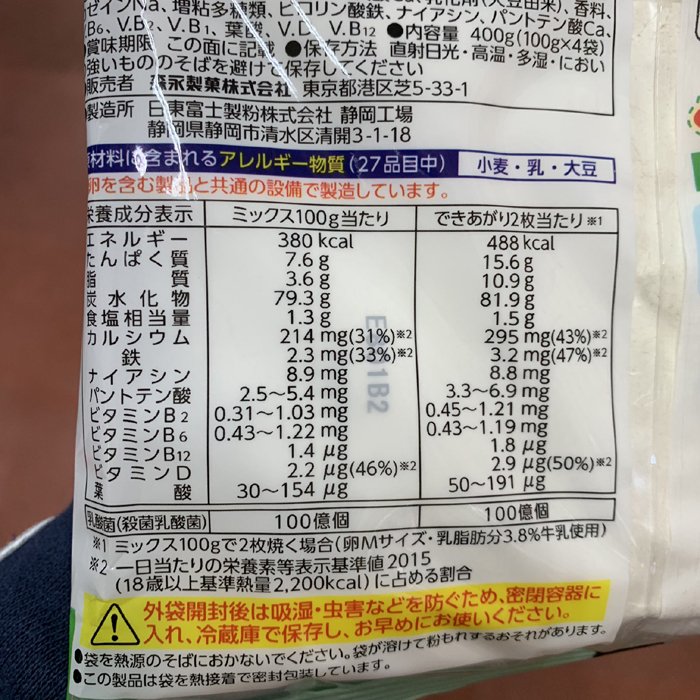 ゼインNa、増粘多糖類、ピロリン酸鉄、ナイアシン、パントテン酸Ca、
B6、V.B2、V.B1、葉酸、V.D、V.B12 ●内容量 400g(100g×4袋)
賞味期限 この面に記載 ●保存方法 直射日光・高温・多湿・におい
強いもののそばを避けて保存してください
販売者 森永製菓株式会社 東京都港区芝5-33-1
製造所 日東富士製粉株式会社 静岡工場
静岡県静岡市清水区清開3-1-18
原材料に含まれるアレルギー物質(27品目中) 小麦・乳・大豆
卵を含む製品と共通の設備で製造しています。
栄養成分表示 ミックス100g当たり できあがり2枚当たり※1
エネルギー 380 kcal 488 kcal
たんぱく質 7.6 g 15.6 g
脂質 3.6 g 10.9 g
炭水化物 79.3 g 81.9 g
食塩相当量 1.3 g 1.5 g
カルシウム 214 mg(31%)※2 295 mg(43%)※2
鉄 2.3 mg(33%)※2 3.2 mg(47%)※2
ナイアシン 8.9 mg 8.8 mg
パントテン酸 2.5～5.4 mg 3.3～6.9 mg
ビタミンB2 0.31～1.03 mg 0.45～1.21 mg
ビタミンB6 0.43～1.22 mg 0.43～1.19 mg
ビタミンB12 1.4 μg 1.8 μg
ビタミンD 2.2 μg(46%)※2 2.9 μg(50%)※2
葉酸 30～154 μg 50～191 μg
乳酸菌(殺菌乳酸菌) 100億個 100億個
※1 ミックス100gで2枚焼く場合(卵Mサイズ・乳脂肪分3.8%牛乳使用)
※2 一日当たりの栄養素等表示基準値2015
(18歳以上基準熱量2,200kcal)に占める割合
外袋開封後は吸湿・虫害などを防ぐため、密閉容器に
入れ、冷蔵庫で保存し、お早めにお使いください。
●袋を熱源のそばにおかないでください。袋が溶けて粉もれするおそれがあります。
●この製品は袋を熱接着で密封包装しています。